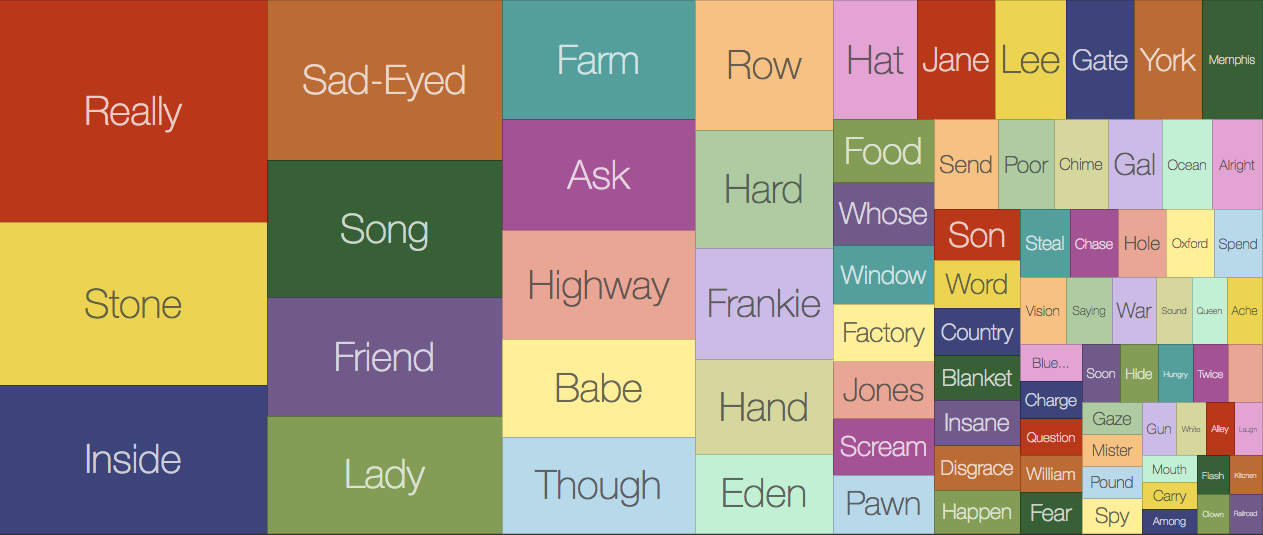 Really
Stone
Inside
Sad-Eyed
Song
Friend
Lady
Farm
Ask
Highway
Babe
Though
Row
Hard
Frankie
Hand
Eden
Hat
Jane
Lee
Gate
York
Memphis
Food
Whose
Window
Factory
Jones
Scream
Pawn
Send
Poor
Chime
Gal
Ocean
Alright
Son
Word
Country
Blanket
Insane
Disgrace
Happen
Steal
Chase
Hole
Oxford
Spend
Vision
Saying
War
Sound
Queen
Ache
Blue...
Charge
Question
William
Fear
Soon
Hide
Hungry
Twice
Gaze
Mister
Pound
Spy
Gun
White
Alley
Laugh
Mouth
Carry
Among
Flash
Kitchen
Clown
Railroad